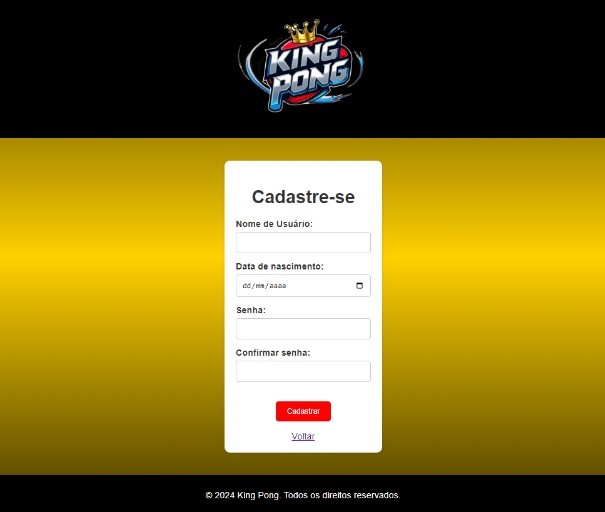 KING
PONG
Cadastre-se
Nome de Usuário:
Data de nascimento:
dd/mm/aaaa
Senha:
Confirmar senha:
Cadastrar
Voltar
© 2024 King Pong. Todos os direitos reservados.